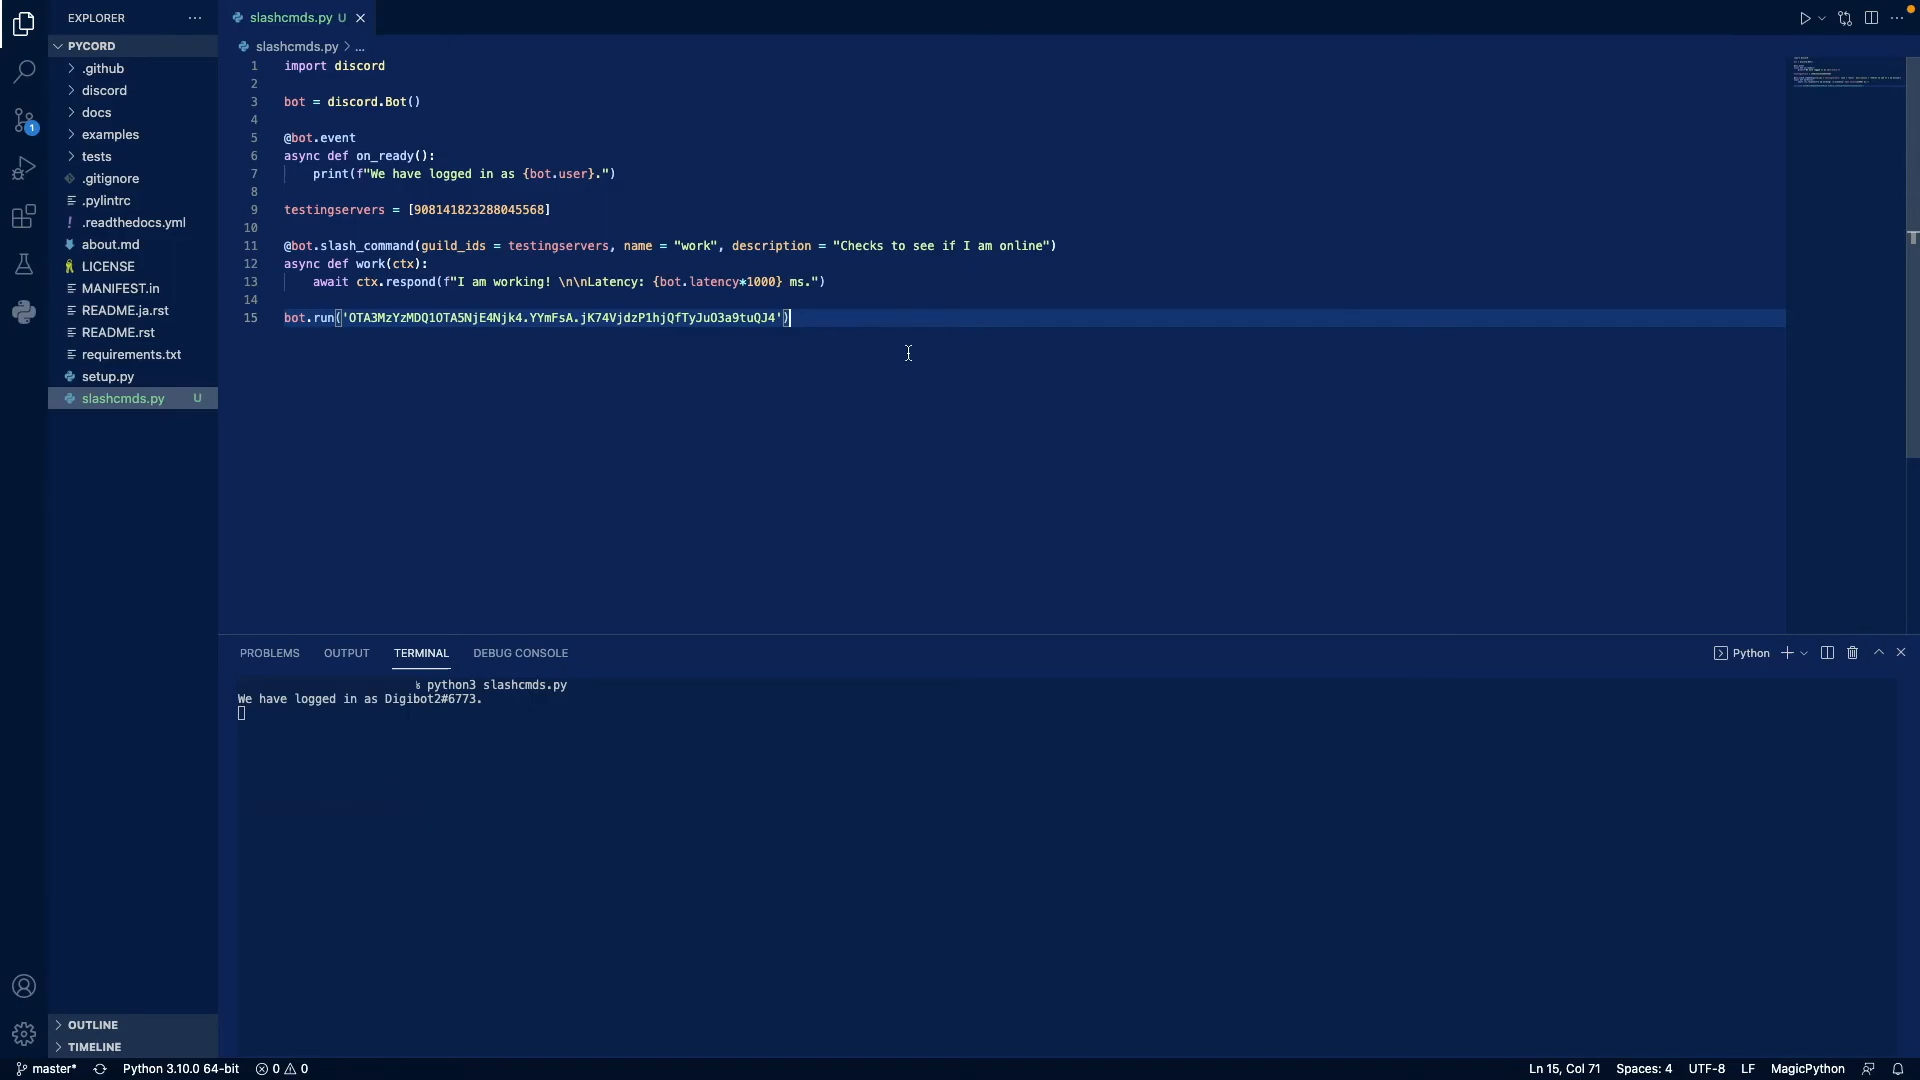 EXPLORER
PYCORD
.github
discord
docs
examples
tests
.gitignore
.pylintrc
.readthedocs.yml
about.md
LICENSE
MANIFEST.in
README.ja.rst
README.rst
requirements.txt
setup.py
slashcmds.py U
OUTLINE
TIMELINE
slashcmds.py U
slashcmds.py > ...
1 import discord
2
3 bot = discord.Bot()
4
5 @bot.event
6 async def on_ready():
7 print(f"We have logged in as {bot.user}.")
8
9 testingservers = [908141823288045568]
10
11 @bot.slash_command(guild_ids = testingservers, name = "work", description = "Checks to see if I am online")
12 async def work(ctx):
13 await ctx.respond(f"I am working! \n\nLatency: {bot.latency*1000} ms.")
14
15 bot.run('OTA3MzYzMDQ1OTA5NjE4Njk4.YYmFsA.jK74VjdzP1hjQfTyJuO3a9tuQJ4')
PROBLEMS OUTPUT TERMINAL DEBUG CONSOLE
Python
% python3 slashcmds.py
We have logged in as Digibot2#6773.
1
master* Python 3.10.0 64-bit 0 0
Ln 15, Col 71 Spaces: 4 UTF-8 LF MagicPython